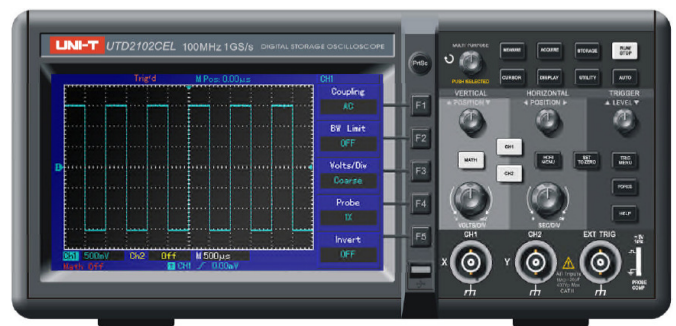 UNI-T UTD2102CEL 100MHz 1GS/s DIGITAL STORAGE OSCILLOSCOPE
Trig'd M Pos: 0.00μs CH1
Coupling
AC
BW Limit
OFF
Volts/Div
Coarse
Probe
1X
Invert
OFF
CH1 500mV Ch2 Off M 500μs
Math Off CH1 0.00mV
PrtSc
F1
F2
F3
F4
F5
MULTI PURPOSE
PUSH SELECTED
MEASURE ACQUIRE STORAGE RUN/STOP
CURSOR DISPLAY UTILITY AUTO
VERTICAL HORIZONTAL TRIGGER
◄ POSITION ▼ ◄ POSITION ► ▲ LEVEL ▼
CH1
MATH
CH2
HORI MENU
SET TO ZERO
TRIG MENU
FORCE
HELP
VOLTS/DIV SEC/DIV
CH1 CH2 EXT TRIG
X Y
CAT II
PROBE COMP